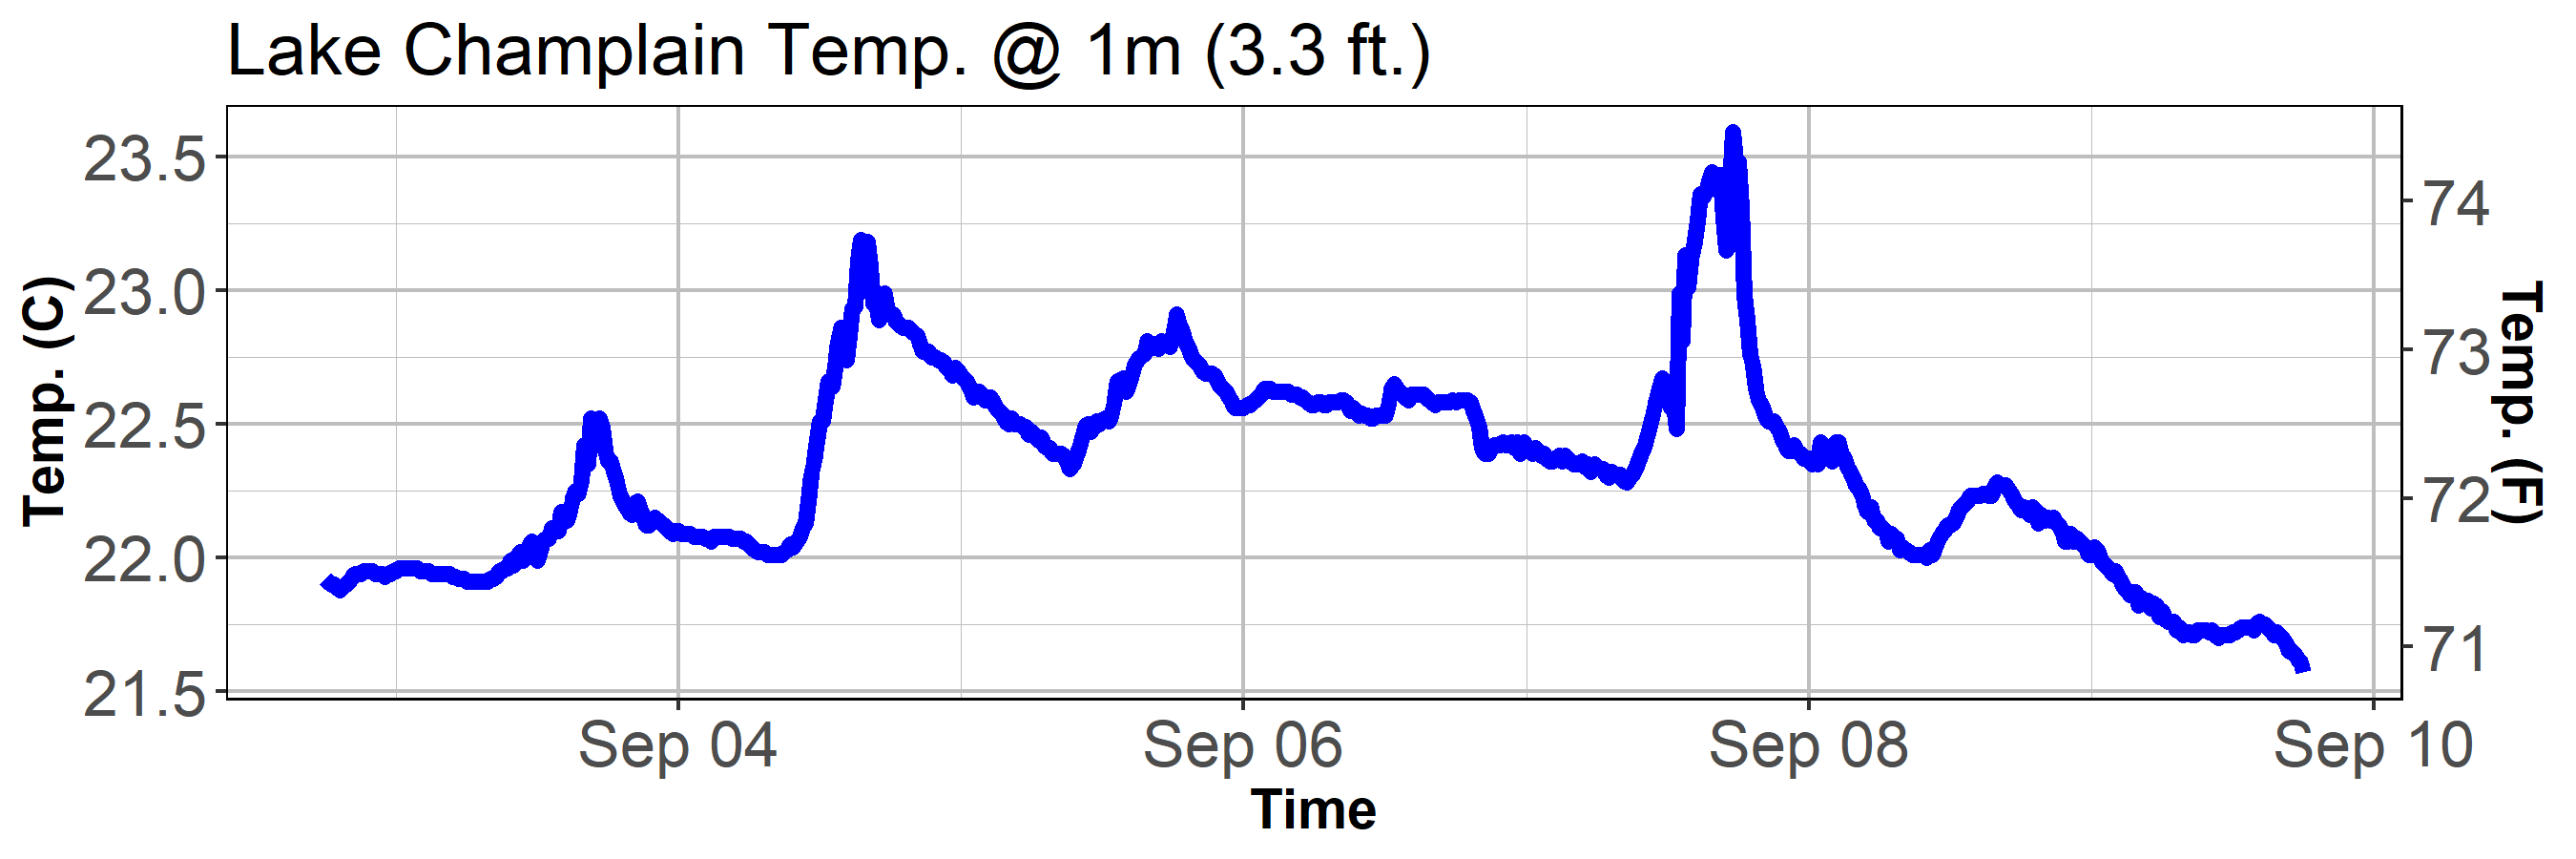 Lake Champlain Temp. @ 1m (3.3 ft.)
23.5
23.0
22.5
22.0
21.5
Temp. (C)
74
73
72
71
Temp. (F)
Sep 04 Sep 06 Sep 08 Sep 10
Time